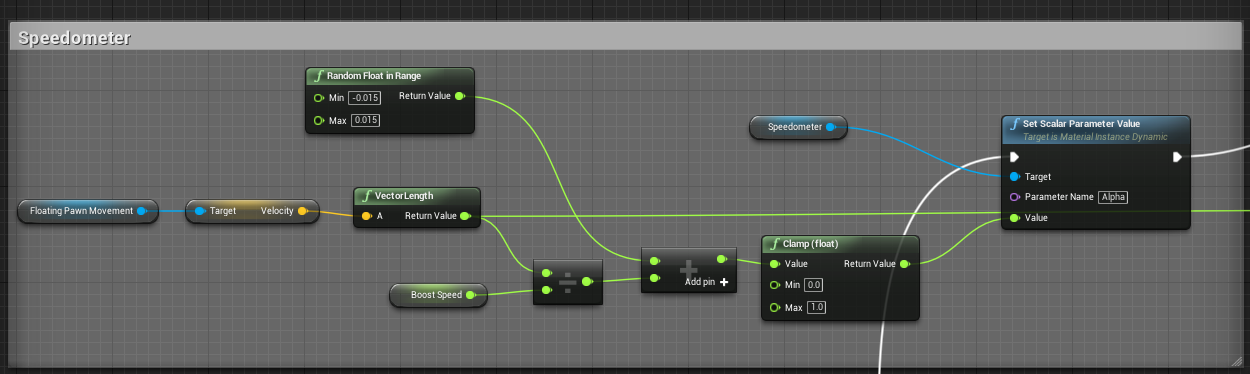 Speedometer
Random Float in Range
Min -0.015 Return Value
Max 0.015
Speedometer
Set Scalar Parameter Value
Target is Material Instance Dynamic
Target
Parameter Name Alpha
Value
Floating Pawn Movement
Target Velocity
VectorLength
A Return Value
Boost Speed
÷
+
Add pin +
Clamp (float)
Value Return Value
Min 0.0
Max 1.0